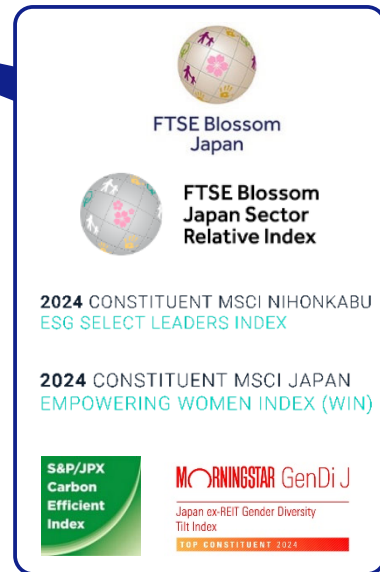 FTSE Blossom
Japan
FTSE Blossom
Japan Sector
Relative Index
2024 CONSTITUENT MSCI NIHONKABU
ESG SELECT LEADERS INDEX
2024 CONSTITUENT MSCI JAPAN
EMPOWERING WOMEN INDEX (WIN)
S&P/JPX
Carbon
Efficient
Index
MORNINGSTAR GenDi J
Japan ex-REIT Gender Diversity
Tilt Index
TOP CONSTITUENT 2024